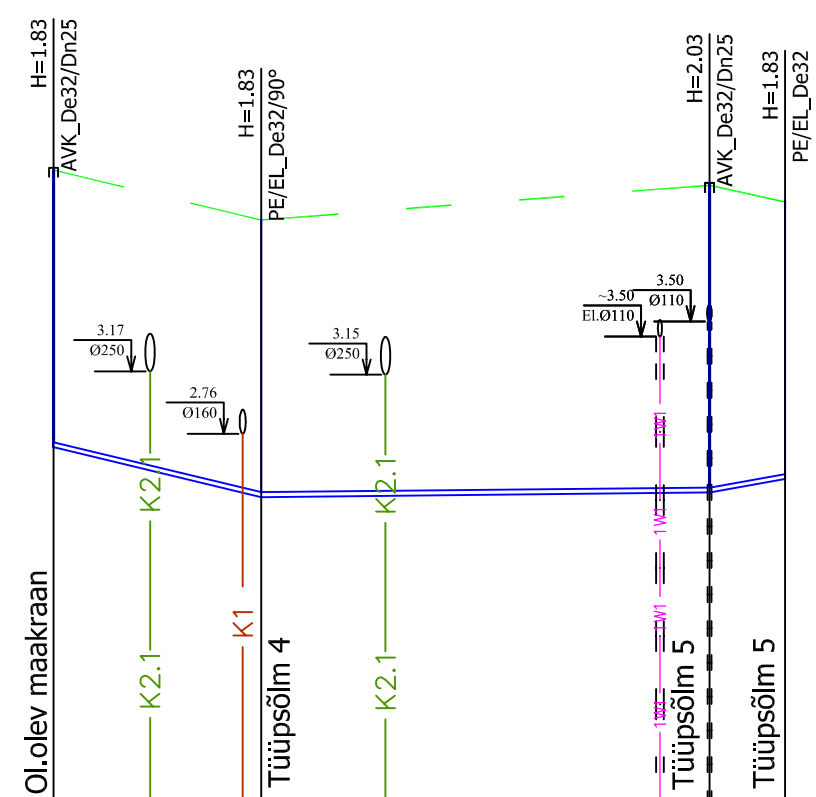 H=1.83
AVK_De32/Dn25
H=1.83
PE/EL_De32/90°
H=2.03
AVK_De32/Dn25
H=1.83
PE/EL_De32
3.17
Ø250
2.76
Ø160
3.15
Ø250
~3.50
El.Ø110
3.50
Ø110
K2.1
K2.1
K1
K2.1
K2.1
1W1
1W1
1W1
1W1
Ol.olev maakraan
Tüüpsõlm 4
Tüüpsõlm 5
Tüüpsõlm 5